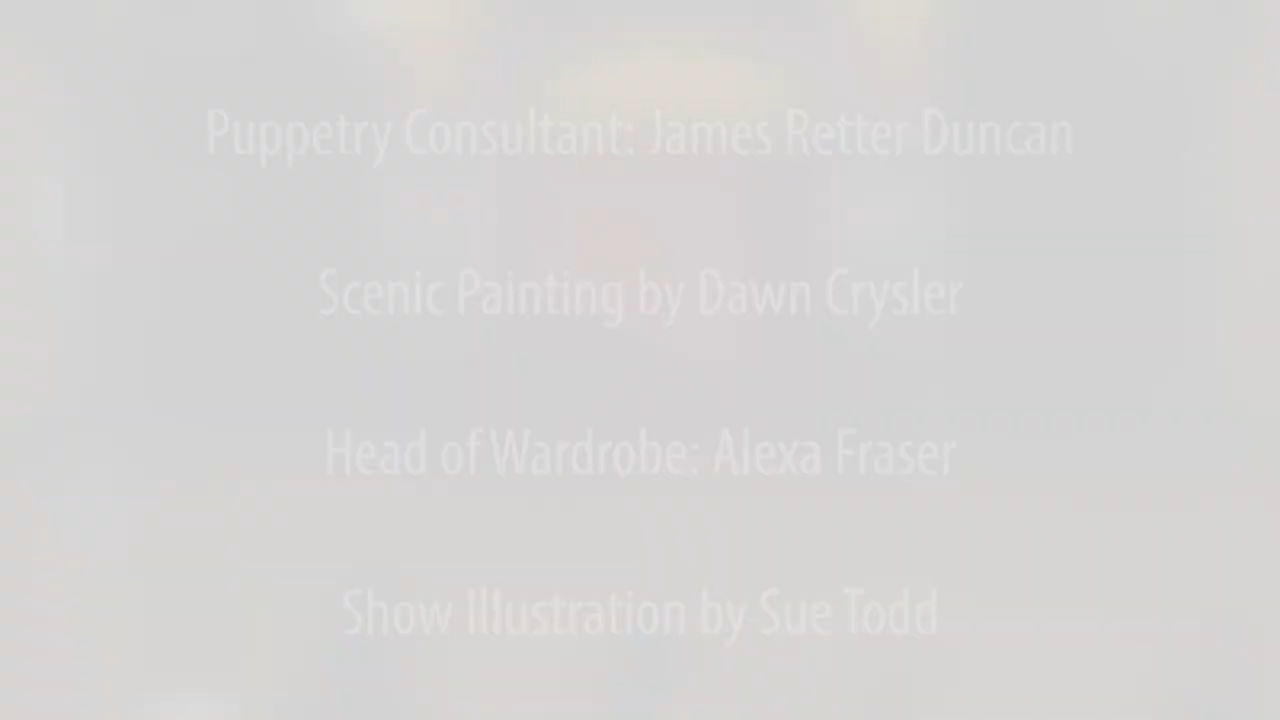 Puppetry Consultant: James Retter Duncan
Scenic Painting by Dawn Crysler
Head of Wardrobe: Alexa Fraser
Show Illustration by Sue Todd